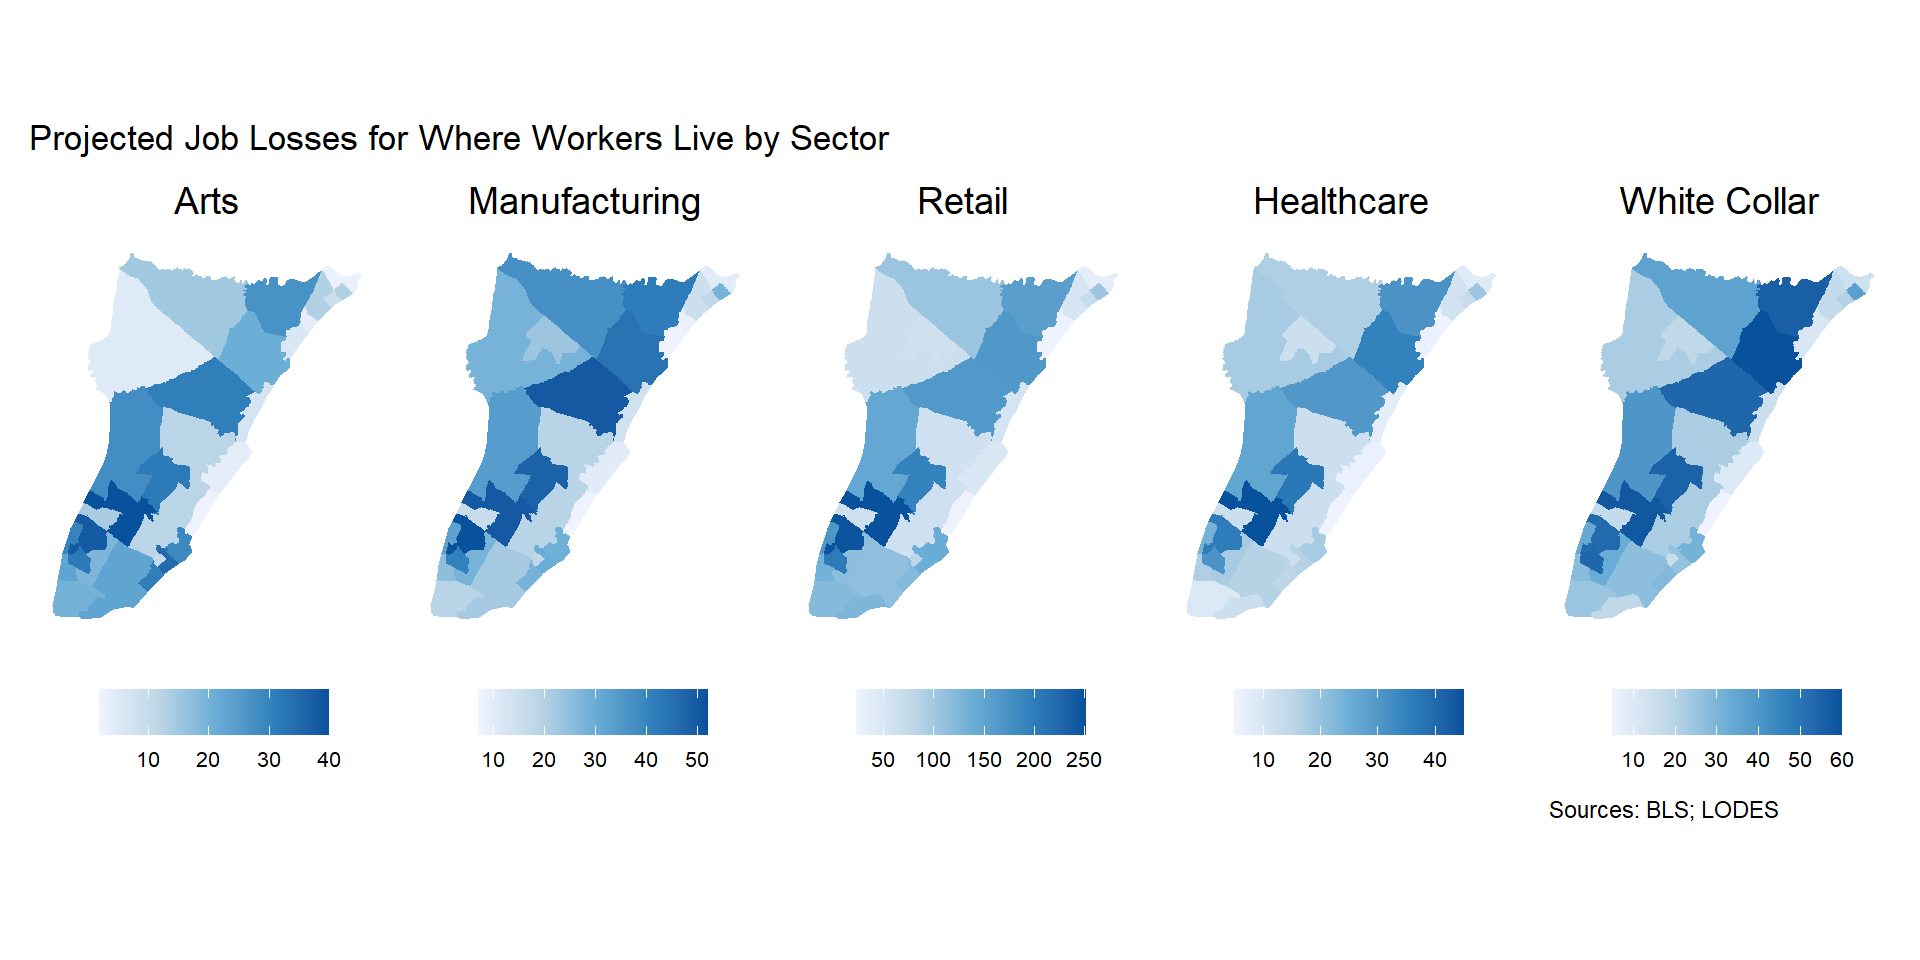 Projected Job Losses for Where Workers Live by Sector
Arts
Manufacturing
Retail
Healthcare
White Collar
10 20 30 40
10 20 30 40 50
50 100 150 200 250
10 20 30 40
10 20 30 40 50 60
Sources: BLS; LODES